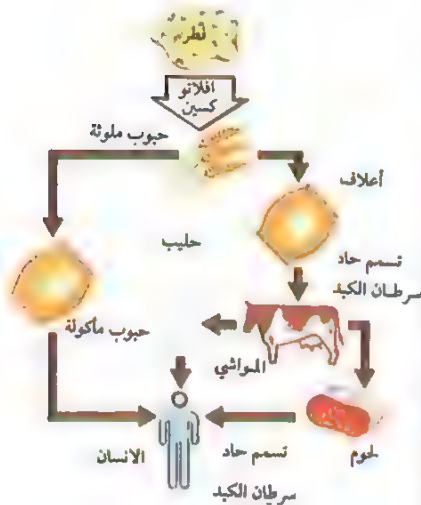 فطر
افلاتو
كسين
حبوب ملوثة
أعلاف
حليب
تسمم حاد
سرطان الكبد
حبوب مأكولة
المواشي
الانسان
تسمم حاد
سرطان الكبد
لحوم